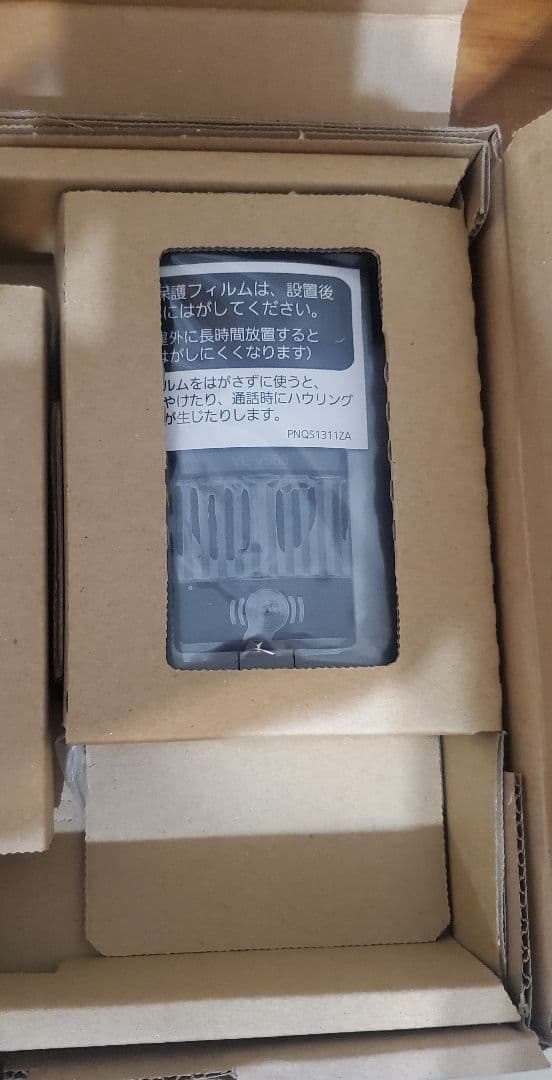 保護フィルムは、設置後
にはがしてください。
屋外に長時間放置すると
はがしにくくなります)
ルムをはがさずに使うと、
やけたり、通話時にハウリング
が生じたりします。
PNQS1311ZA